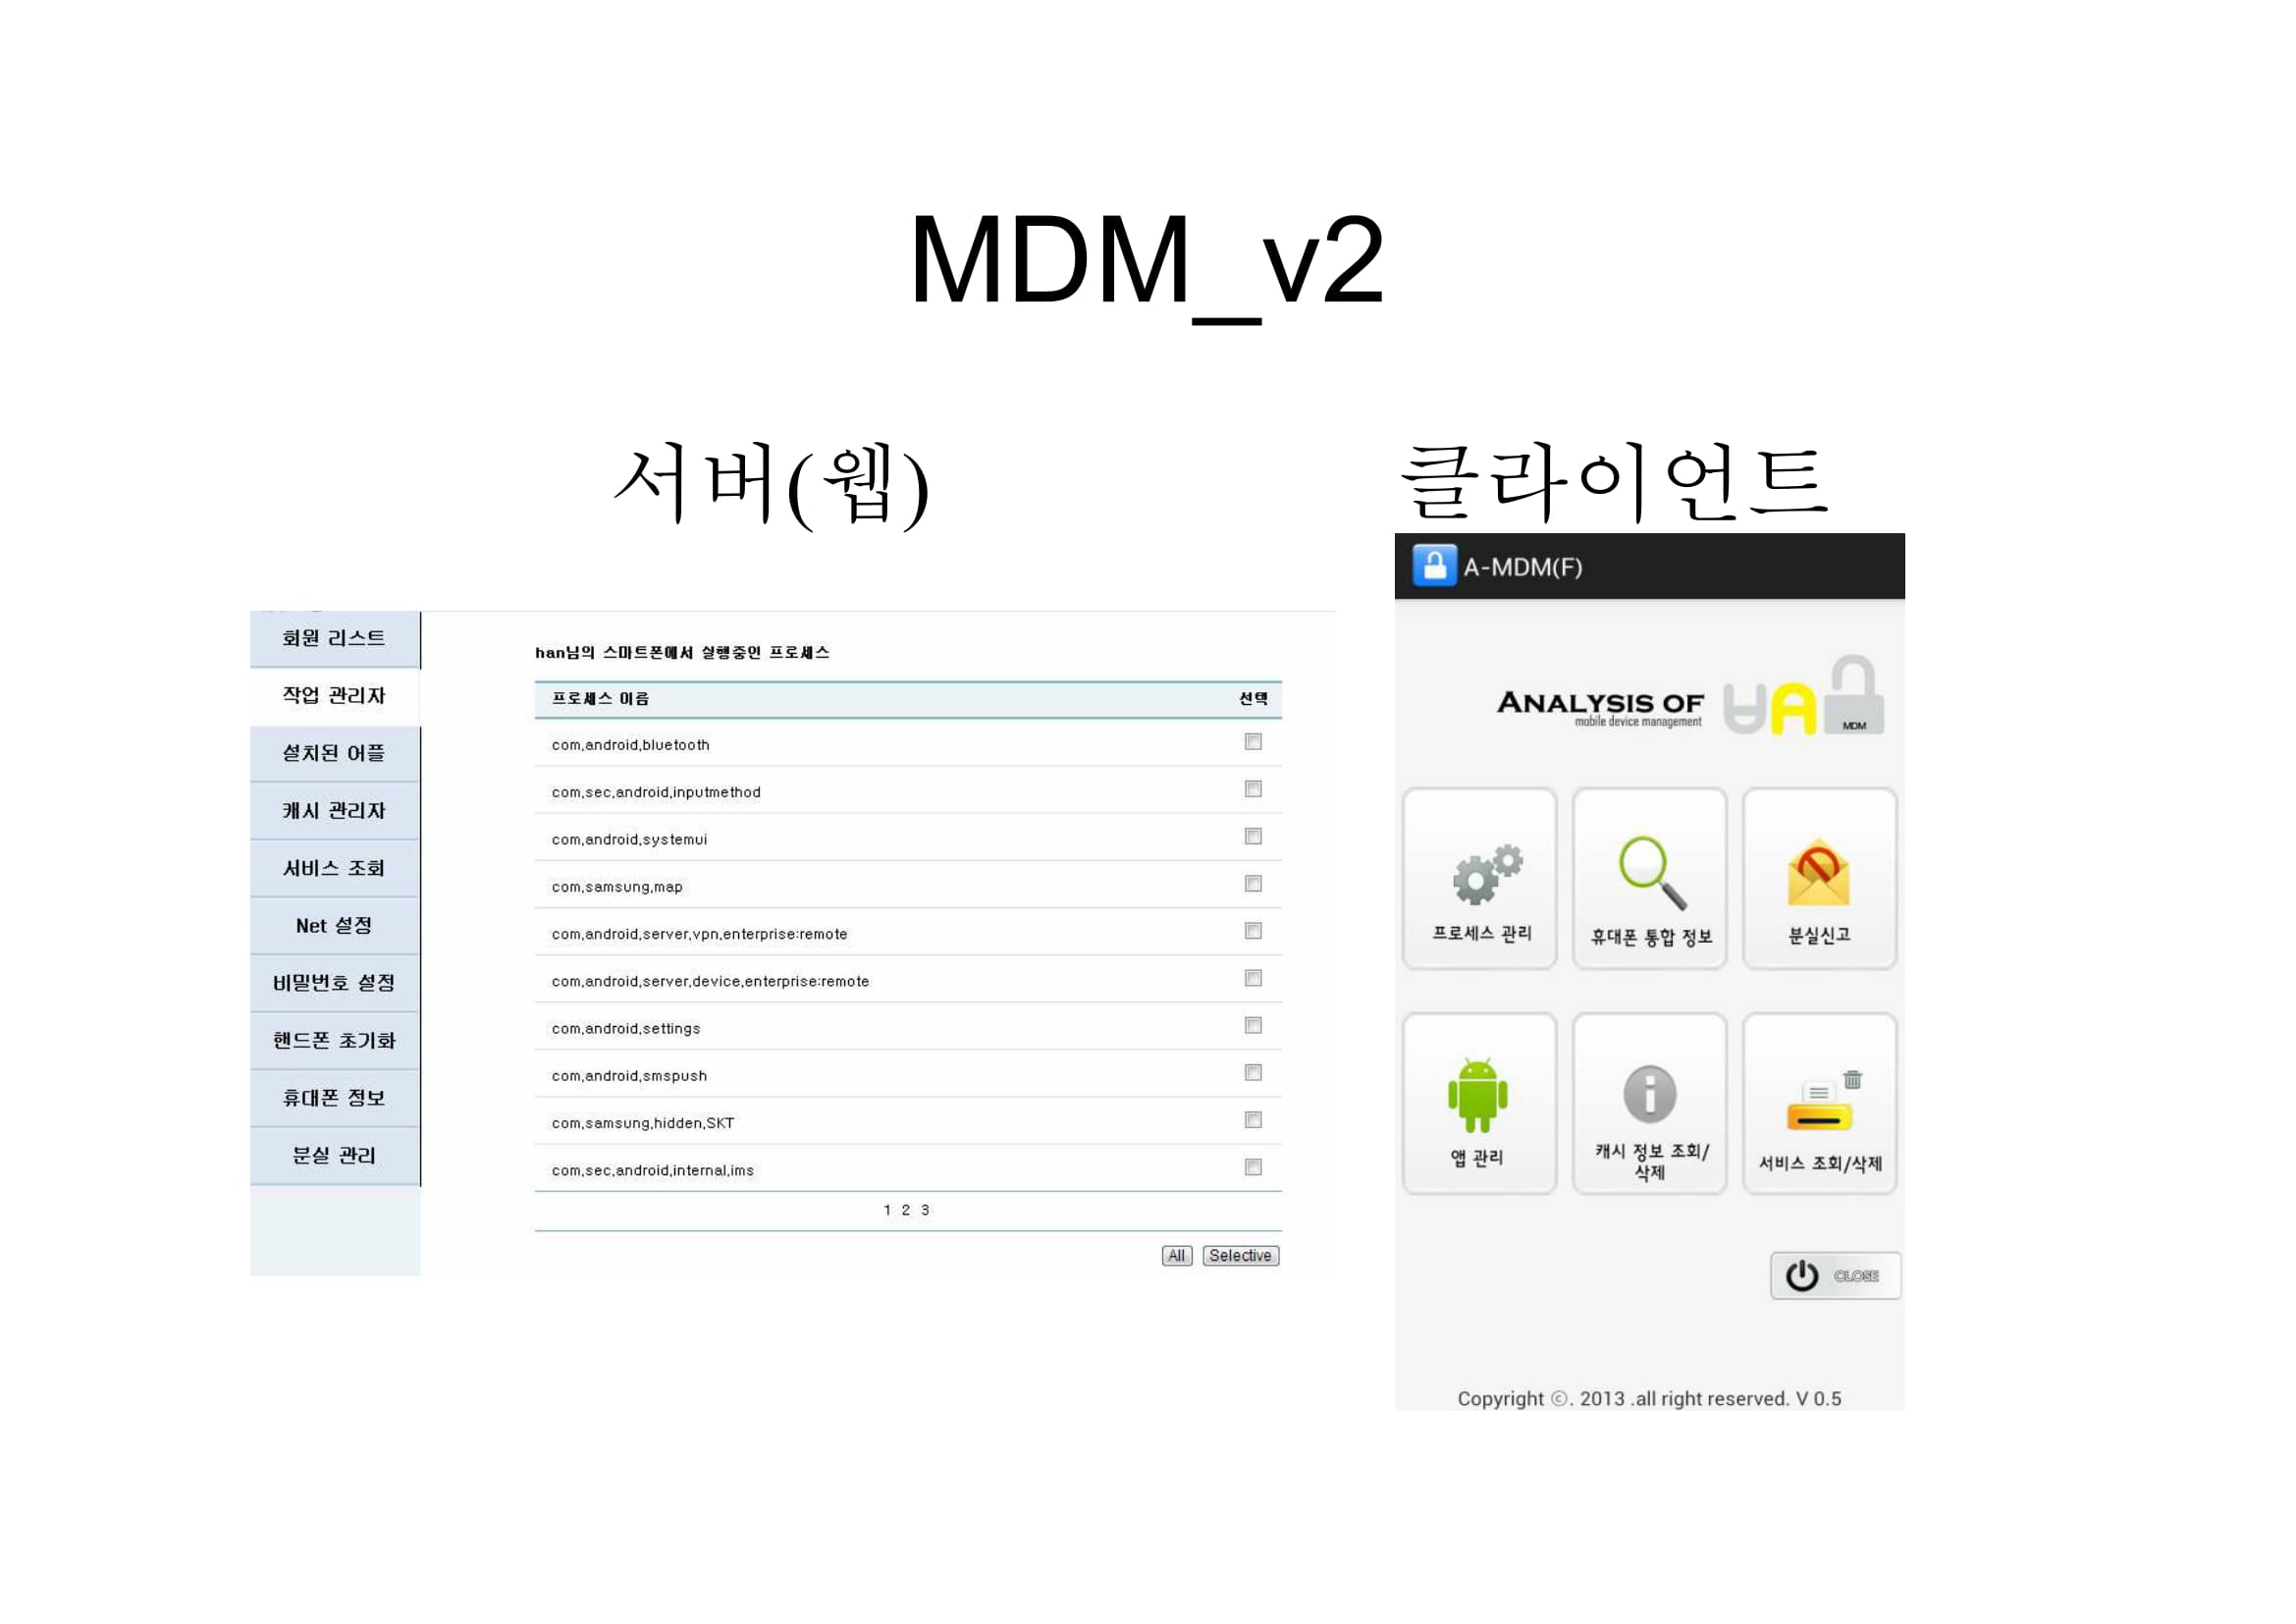 MDM_v2
서버(웹)
클라이언트
회원 리스트
작업 관리자
설치된 어플
캐시 관리자
서비스 조회
Net 설정
비밀번호 설정
핸드폰 초기화
휴대폰 정보
분실 관리
han님의 스마트폰에서 실행중인 프로세스
프로세스 이름 선택
com,android,bluetooth
com,sec,android,inputmethod
com,android,systemui
com,samsung,map
com,android,server,vpn,enterprise:remote
com,android,server,device,enterprise:remote
com,android,settings
com,android,smspush
com,samsung,hidden,SKT
com,sec,android,internal,ims
1 2 3
All Selective
A-MDM(F)
ANALYSIS OF
mobile device management
MDM
프로세스 관리
휴대폰 통합 정보
분실신고
앱 관리
캐시 정보 조회/
삭제
서비스 조회/삭제
CLOSE
Copyright ⓒ. 2013 .all right reserved. V 0.5